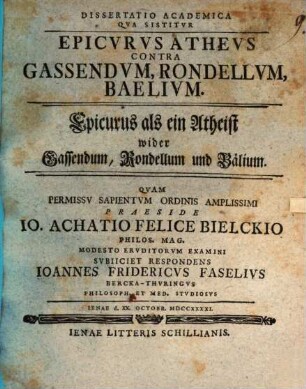 9.
DISSERTATIO ACADEMICA
QVA SISTITVR
EPICVRVS ATHEVS
CONTRA
GASSENDVM, RONDELLVM,
BAELIVM.
Epicurus als ein Atheist
wider
Gassendum, Rondellum und Bälium.
QVAM
PERMISSV SAPIENTVM ORDINIS AMPLISSIMI
PRAESIDE
IO. ACHATIO FELICE BIELCKIO
PHILOS. MAG.
MODESTO ERVDITORVM EXAMINI
SVBIICIET RESPONDENS
IOANNES FRIDERICVS FASELIVS
BERCKA-THVRINGVS
PHILOSOPH. ET MED. STVDIOSVS
IENAE d. XX. OCTOBR. MDCCXXXXI.
IENAE LITTERIS SCHILLIANIS.